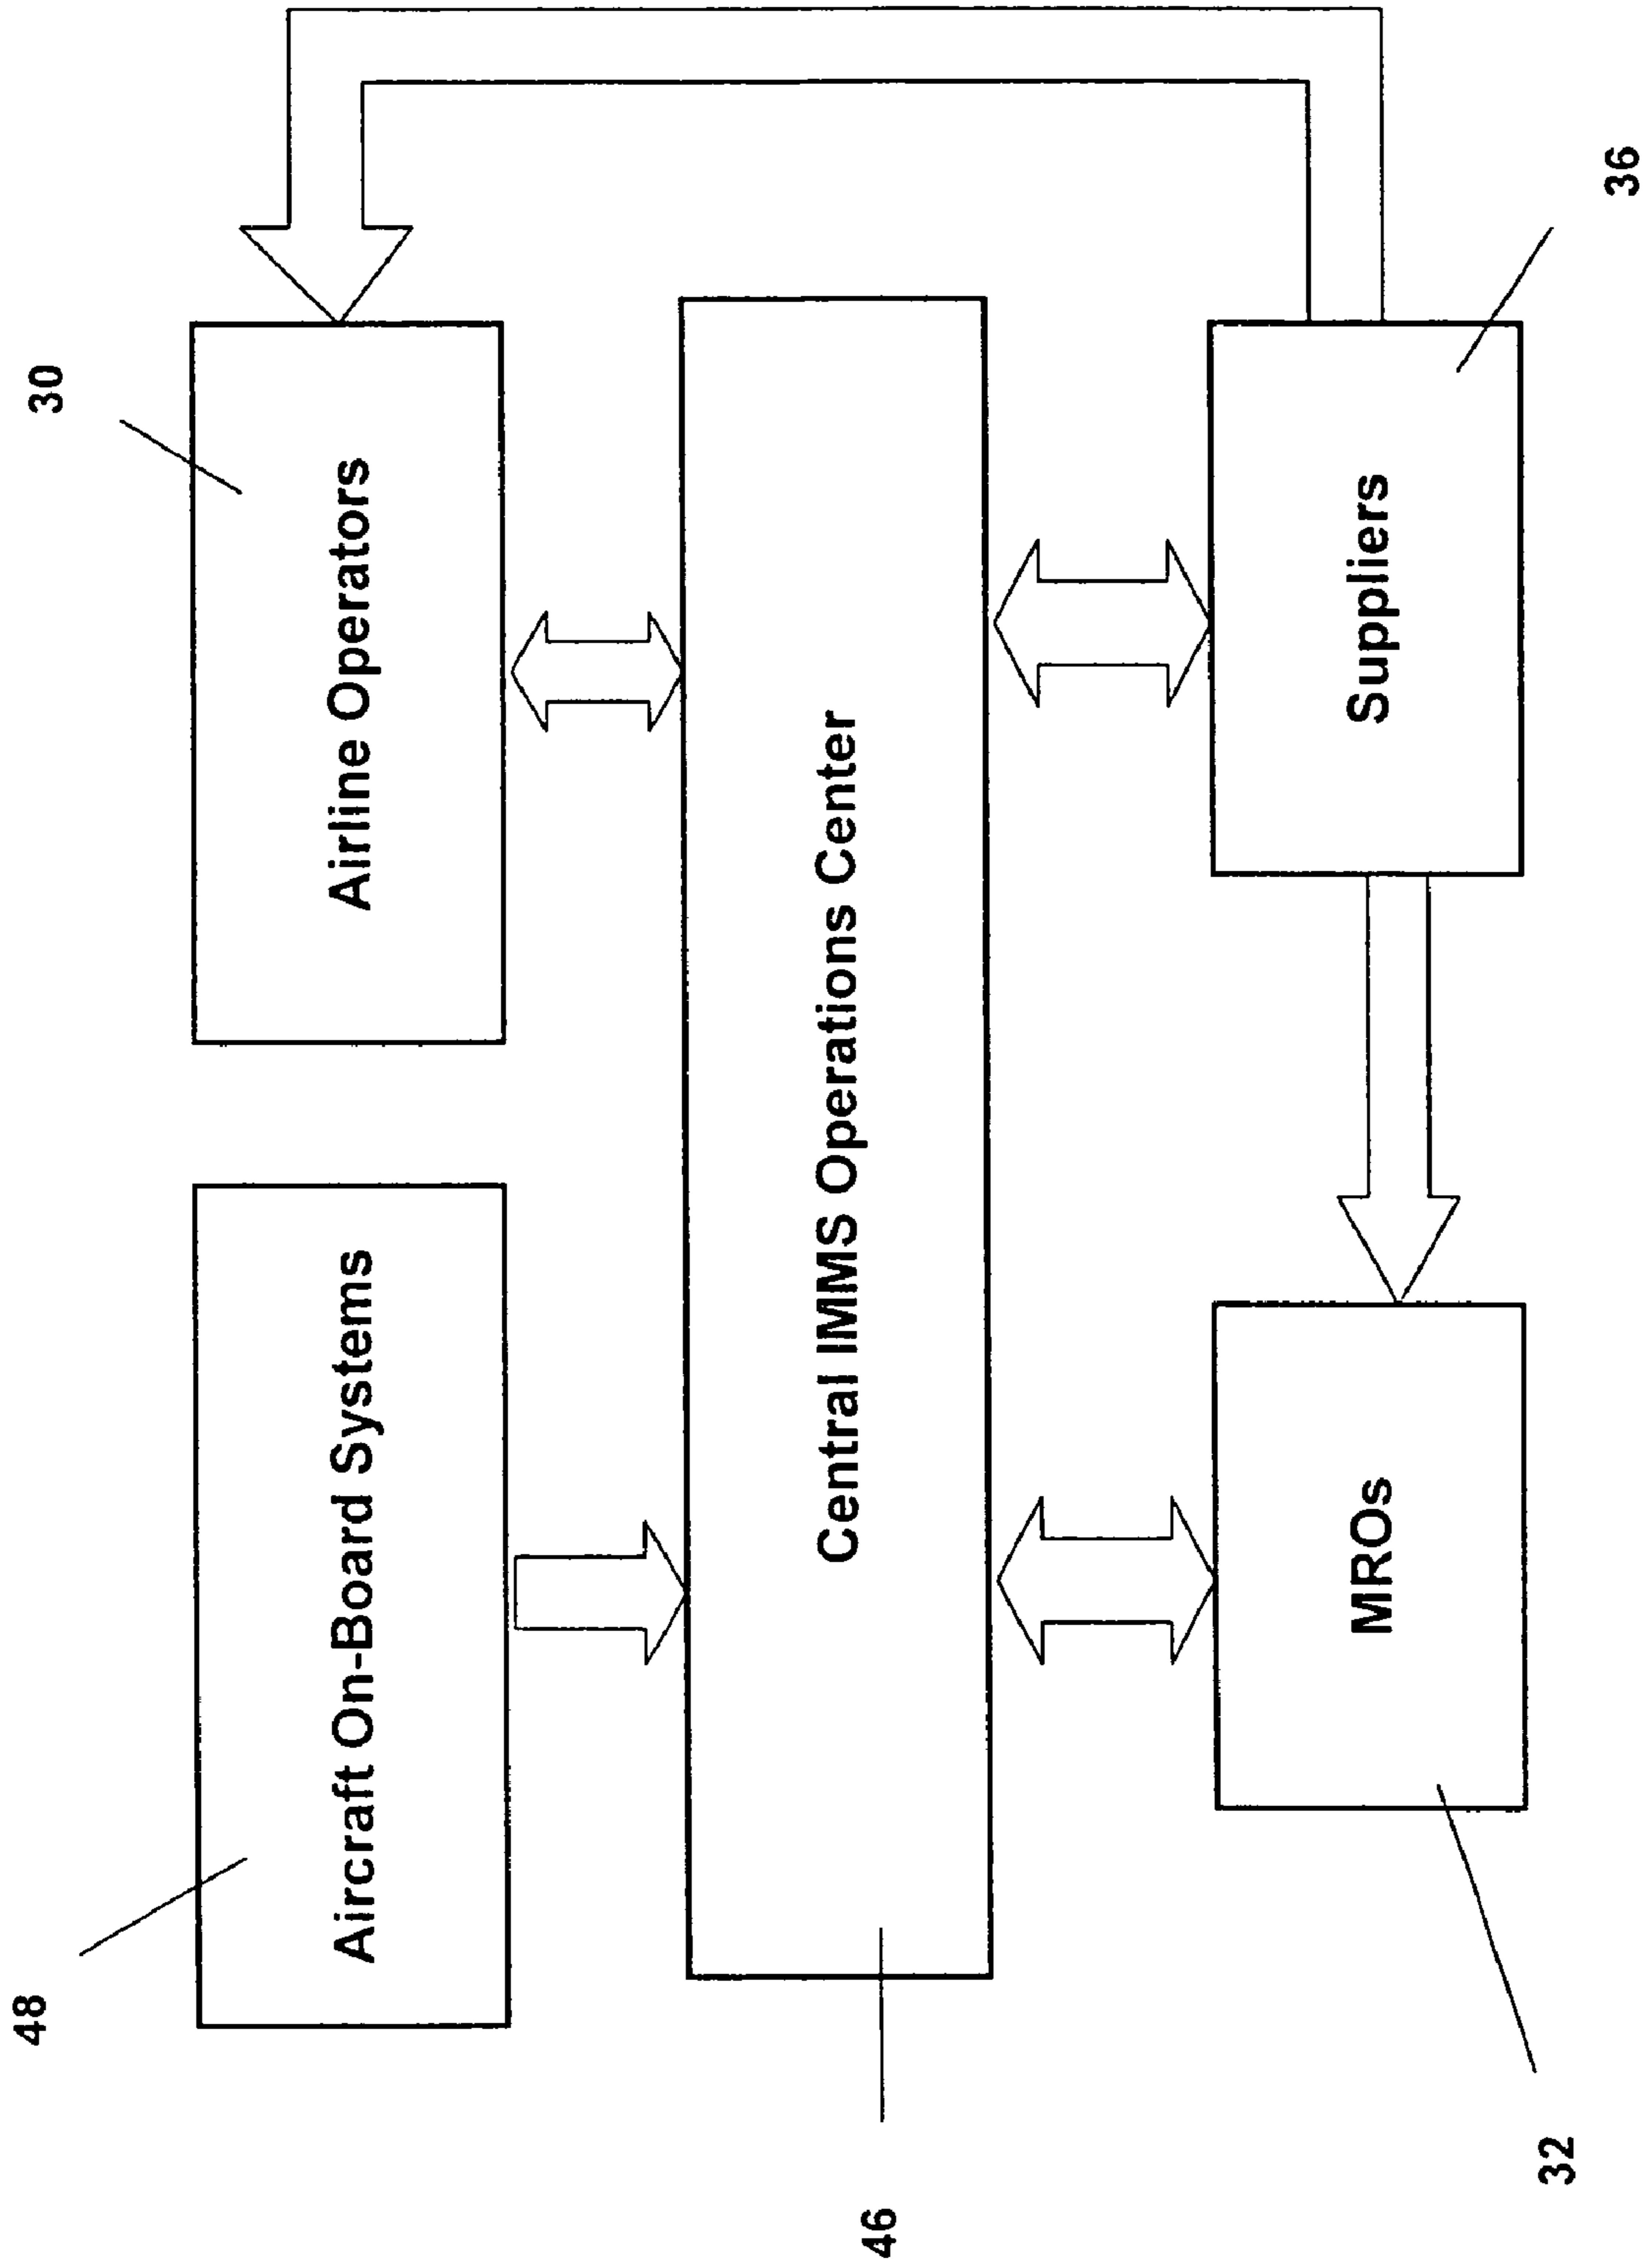 48
Aircraft On-Board Systems
30
Airline Operators
46
Central IMMS Operations Center
32
MROs
36
Suppliers